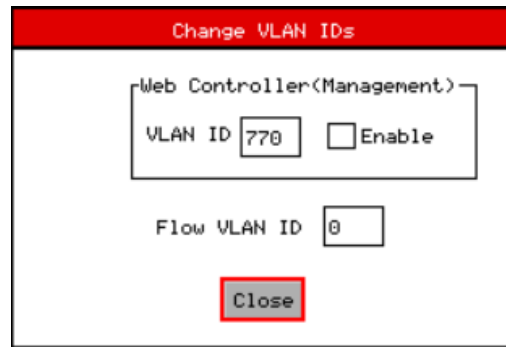 Change VLAN IDs
Web Controller(Management)
VLAN ID 770 Enable
Flow VLAN ID 0
Close